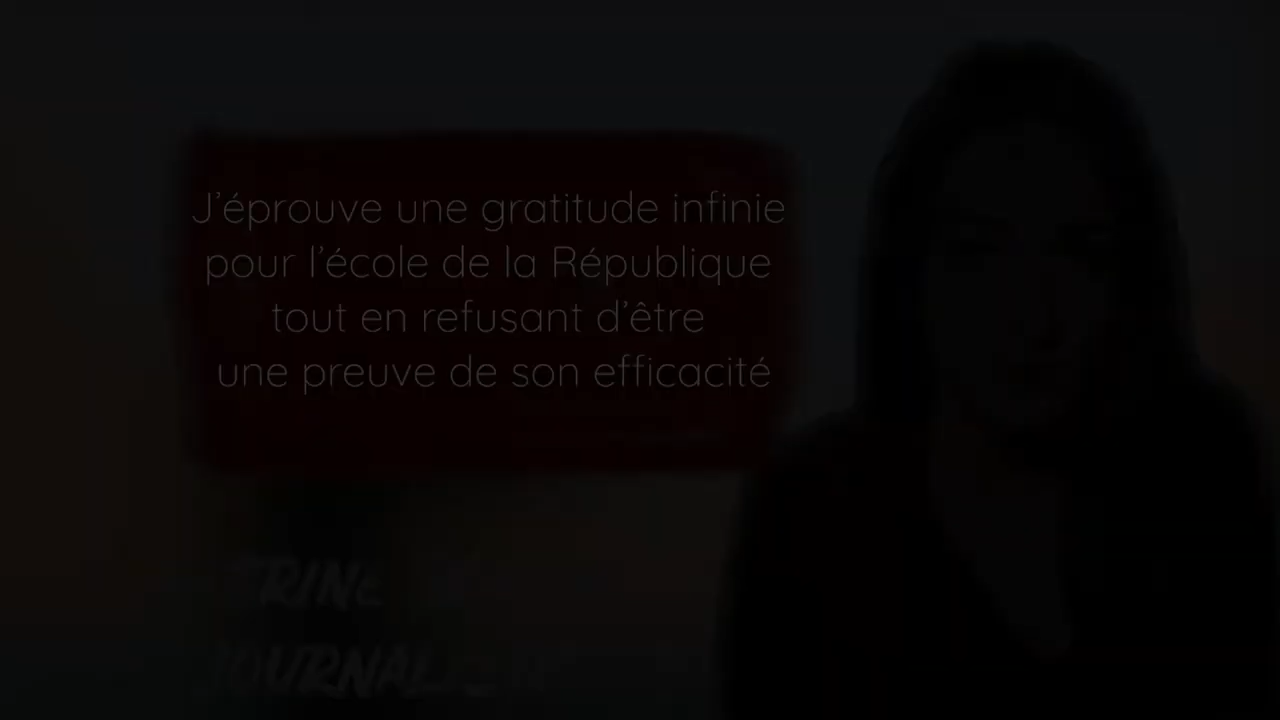 J'éprouve une gratitude infinie
pour l'école de la République
tout en refusant d'être
une preuve de son efficacité